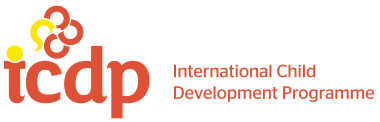 icdp
International Child
Development Programme